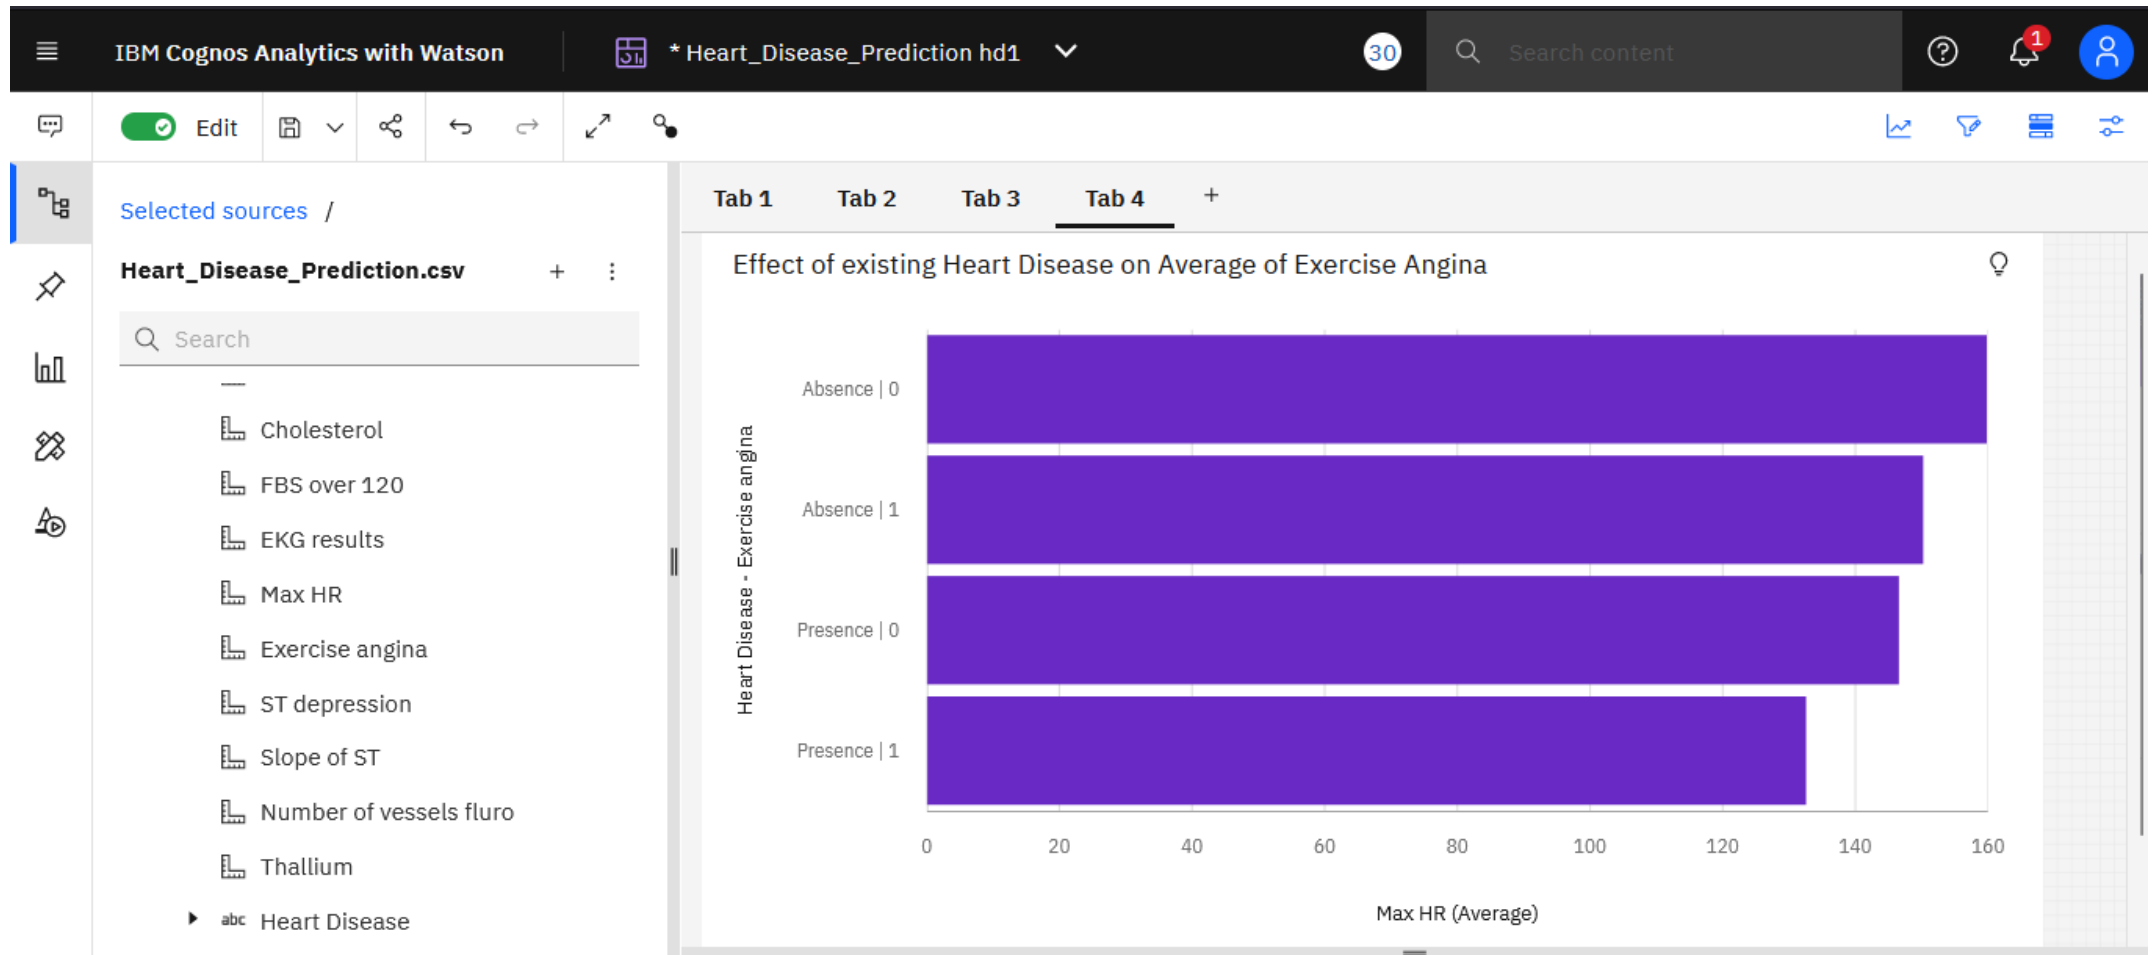 IBM Cognos Analytics with Watson
* Heart_Disease_Prediction hd1
30
Search content
1
Edit
Selected sources /
Heart_Disease_Prediction.csv
Search
Cholesterol
FBS over 120
EKG results
Max HR
Exercise angina
ST depression
Slope of ST
Number of vessels fluro
Thallium
abc Heart Disease
Tab 1 Tab 2 Tab 3 Tab 4 +
Effect of existing Heart Disease on Average of Exercise Angina
Heart Disease - Exercise angina
Absence | 0
Absence | 1
Presence | 0
Presence | 1
0 20 40 60 80 100 120 140 160
Max HR (Average)